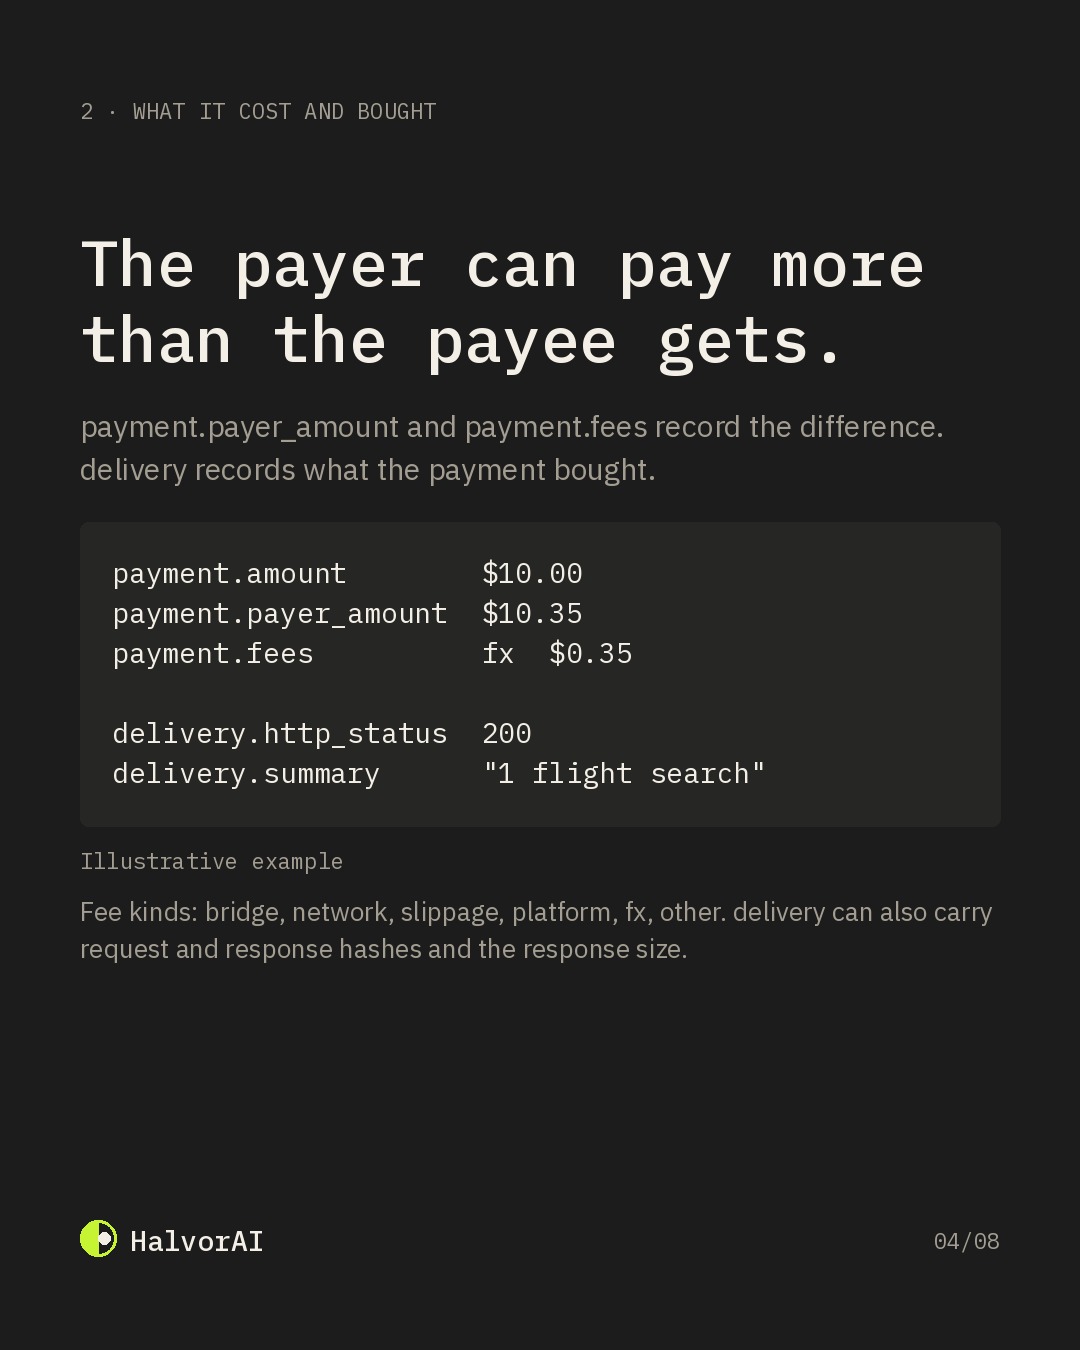 2 · WHAT IT COST AND BOUGHT
The payer can pay more
than the payee gets.
payment.payer_amount and payment.fees record the difference.
delivery records what the payment bought.
payment.amount $10.00
payment.payer_amount $10.35
payment.fees fx $0.35
delivery.http_status 200
delivery.summary "1 flight search"
Illustrative example
Fee kinds: bridge, network, slippage, platform, fx, other. delivery can also carry
request and response hashes and the response size.
HalvorAI
04/08